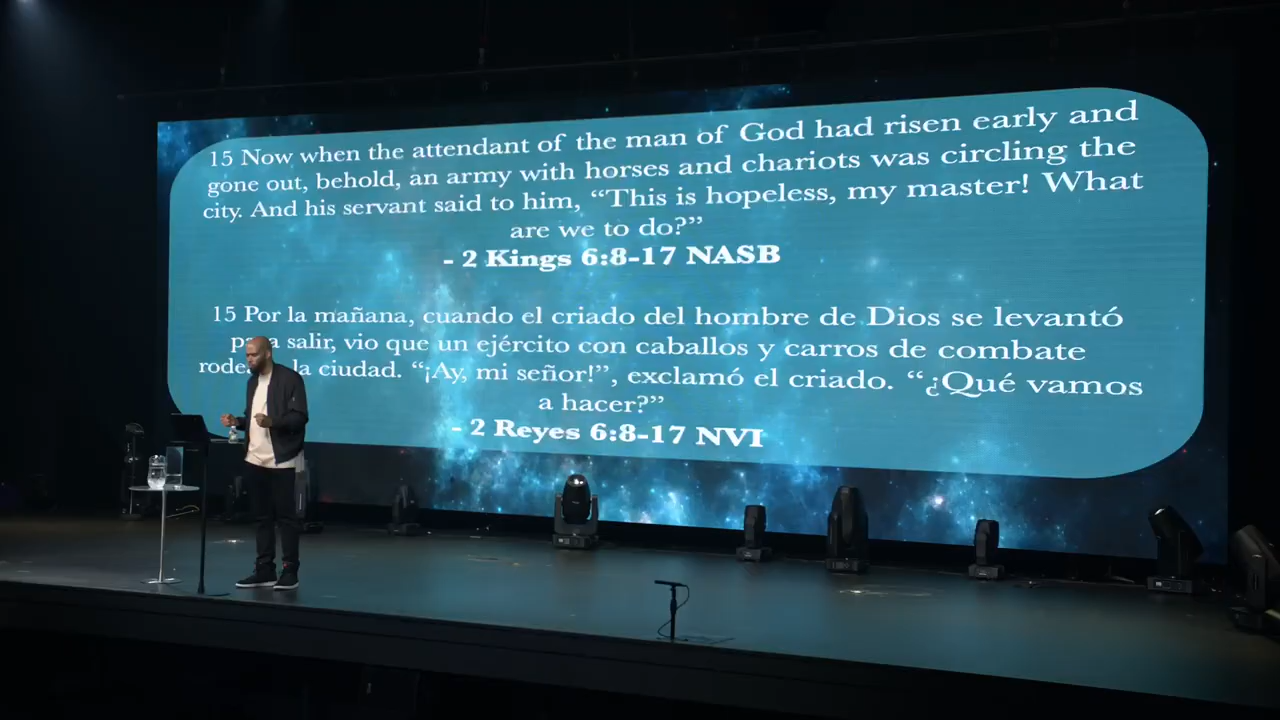 15 Now when the attendant of the man of God had risen early and
gone out, behold, an army with horses and chariots was circling the
city. And his servant said to him, “This is hopeless, my master! What
are we to do?”
- 2 Kings 6:8-17 NASB
15 Por la mañana, cuando el criado del hombre de Dios se levantó
salir, vio que un ejército con caballos y carros de combate
la ciudad. “¡Ay, mi señor!”, exclamó el criado. “¿Qué vamos
a hacer?”
- 2 Reyes 6:8-17 NVI